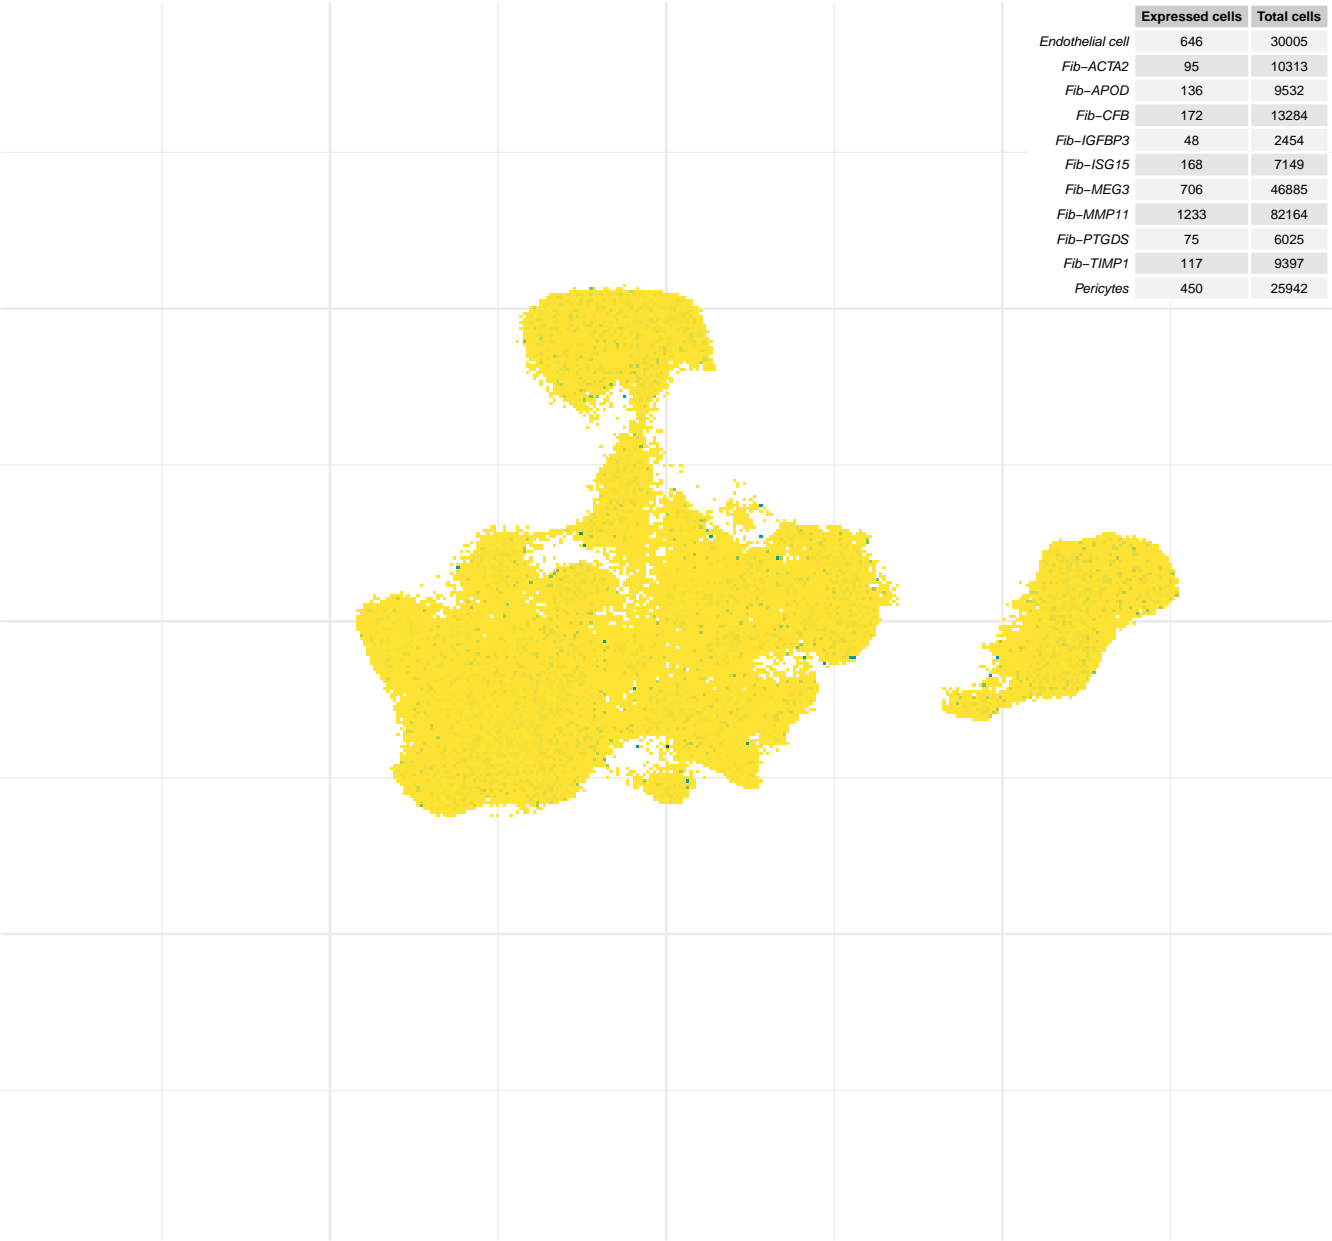 Expressed cells Total cells
Endothelial cell 646 30005
Fib−ACTA2 95 10313
Fib−APOD 136 9532
Fib−CFB 172 13284
Fib−IGFBP3 48 2454
Fib−ISG15 168 7149
Fib−MEG3 706 46885
Fib−MMP11 1233 82164
Fib−PTGDS 75 6025
Fib−TIMP1 117 9397
Pericytes 450 25942